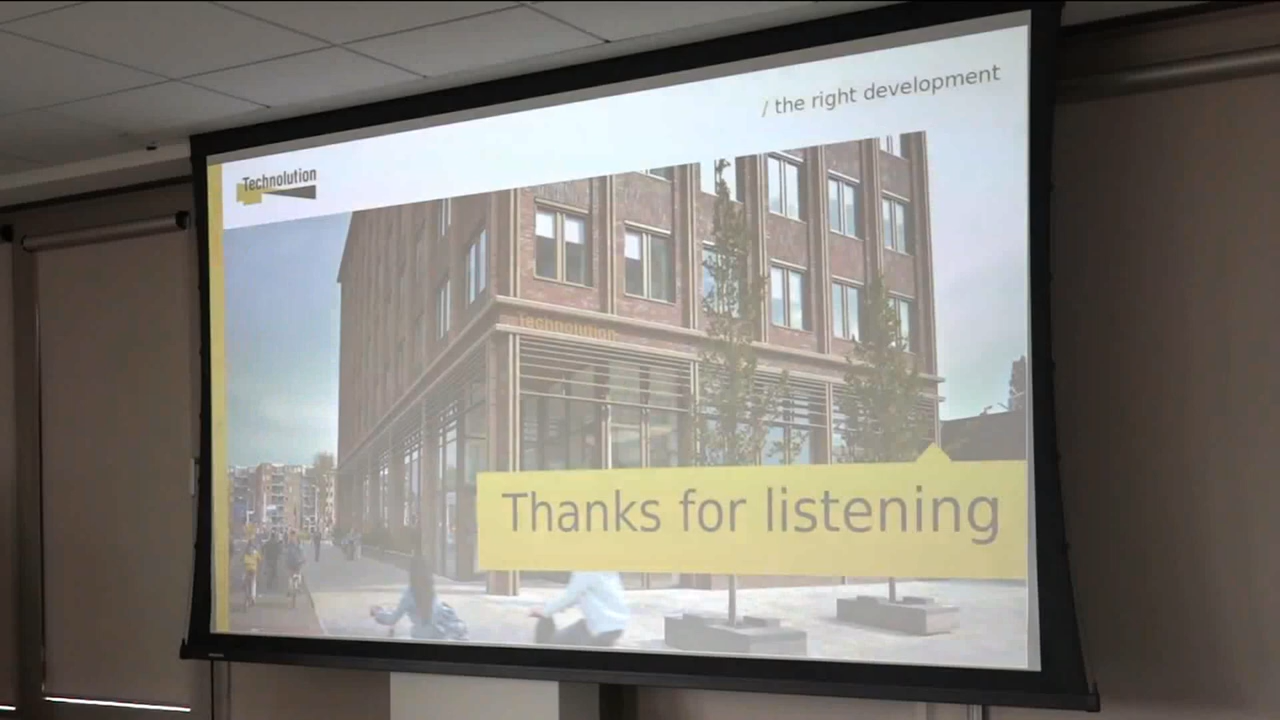 / the right development
Technolution
Technolution
Thanks for listening